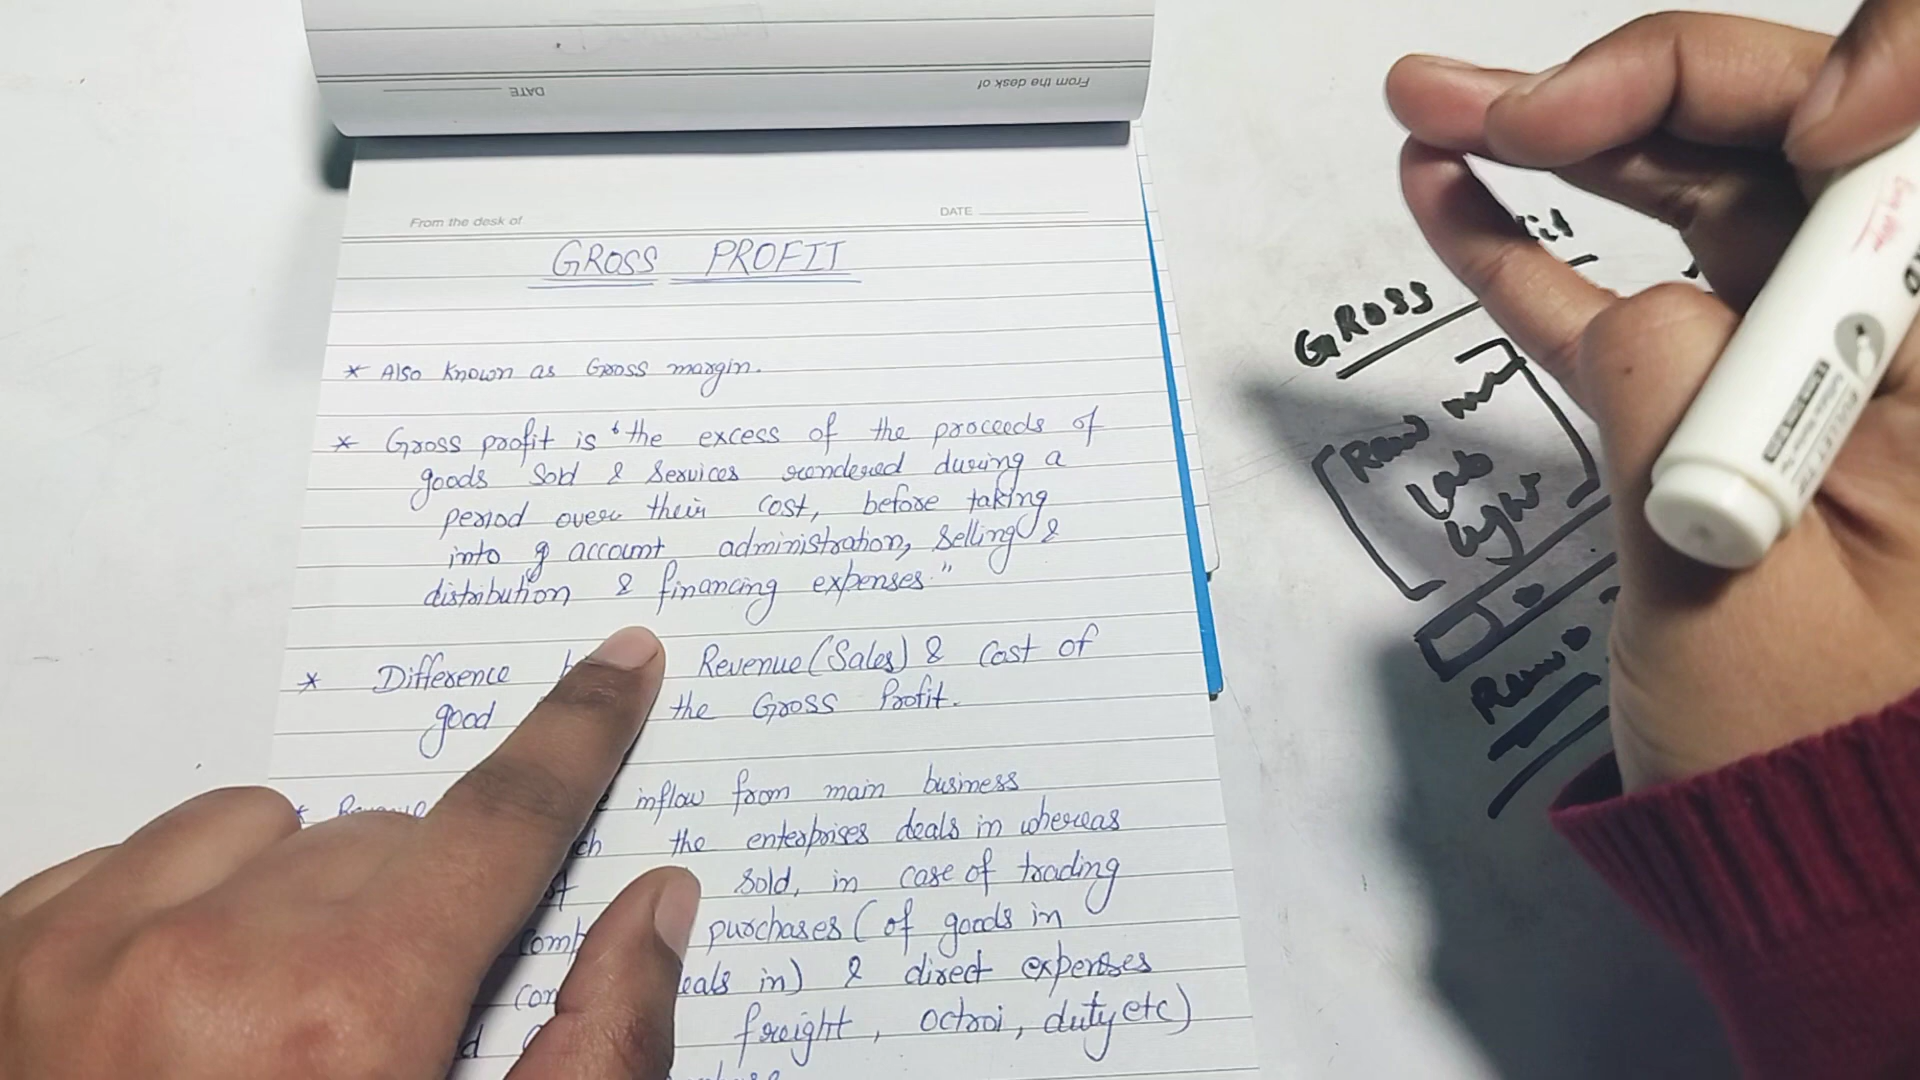 DATE
From the desk of
From the desk of
DATE
GROSS PROFIT
* Also known as Gross margin.
* Gross profit is "the excess of the proceeds of
goods sold & services rendered during a
period over their cost, before taking
into account administration, selling &
distribution & financing expenses."
* Difference Revenue (Sales) & cost of
good the Gross Profit.
* Revenue inflow from main business
the enterprises deals in whereas
sold, in case of trading
purchases (of goods in
deals in) & direct expenses
freight, octroi, duty etc)
GROSS
Raw
Lab